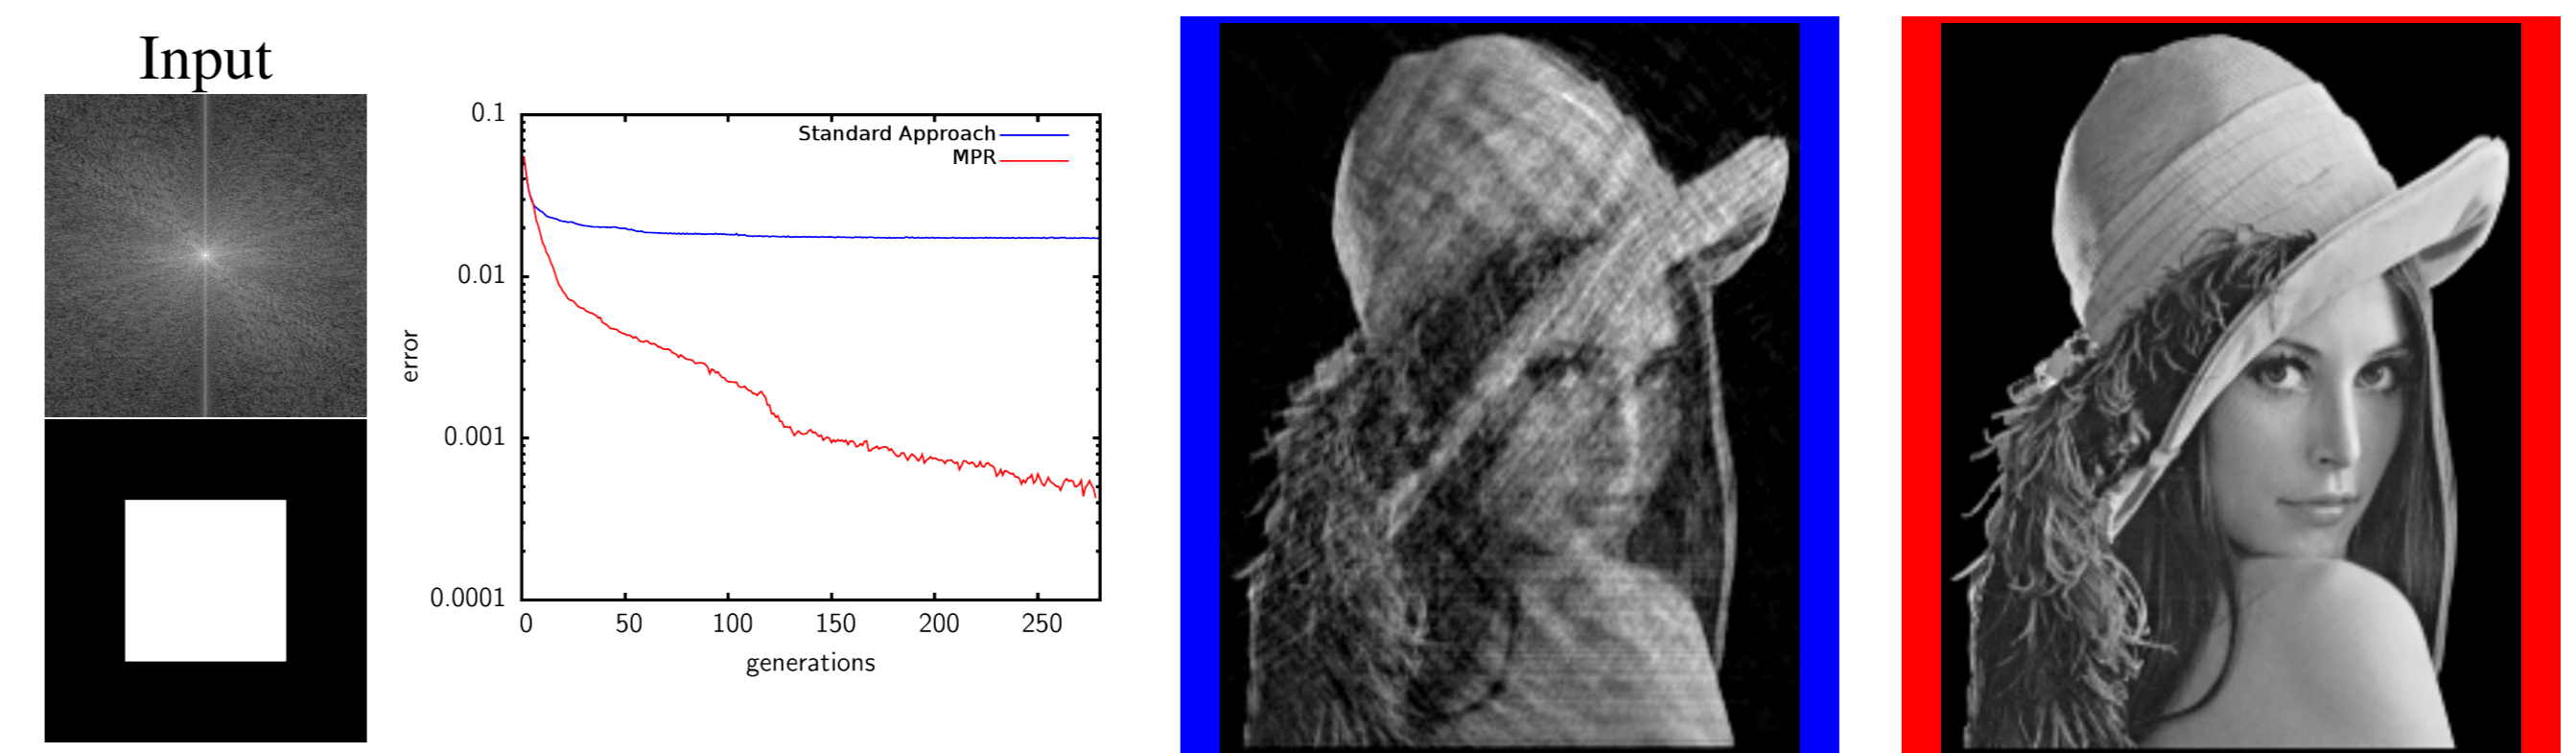 Input
0.1
0.01
0.001
0.0001
error
Standard Approach
MPR
0 50 100 150 200 250
generations